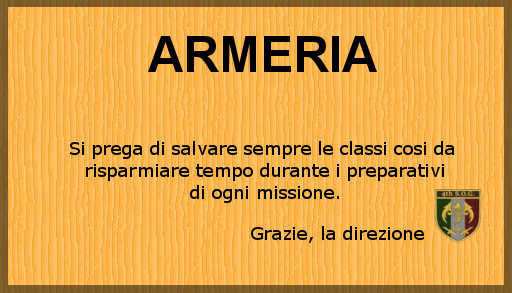 ARMERIA
Si prega di salvare sempre le classi cosi da
risparmiare tempo durante i preparativi
di ogni missione.
Grazie, la direzione